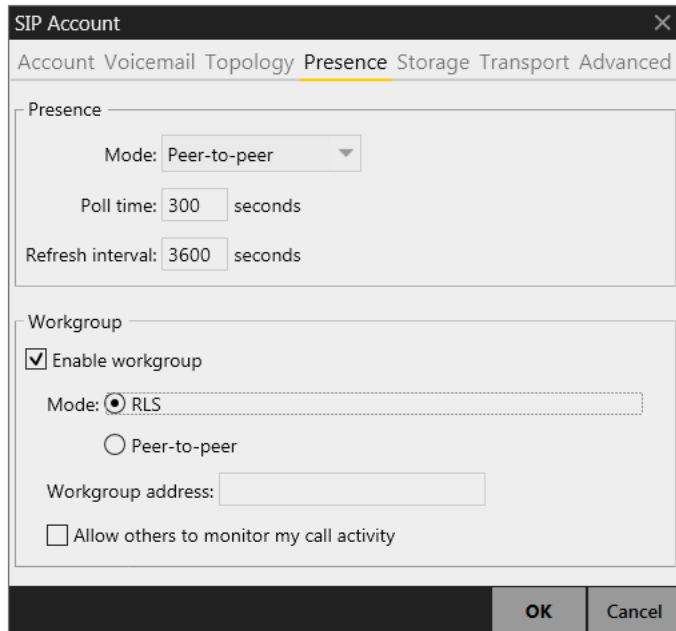 SIP Account
Account Voicemail Topology Presence Storage Transport Advanced
Presence
Mode: Peer-to-peer
Poll time: 300 seconds
Refresh interval: 3600 seconds
Workgroup
Enable workgroup
Mode: RLS
Peer-to-peer
Workgroup address:
Allow others to monitor my call activity
OK Cancel